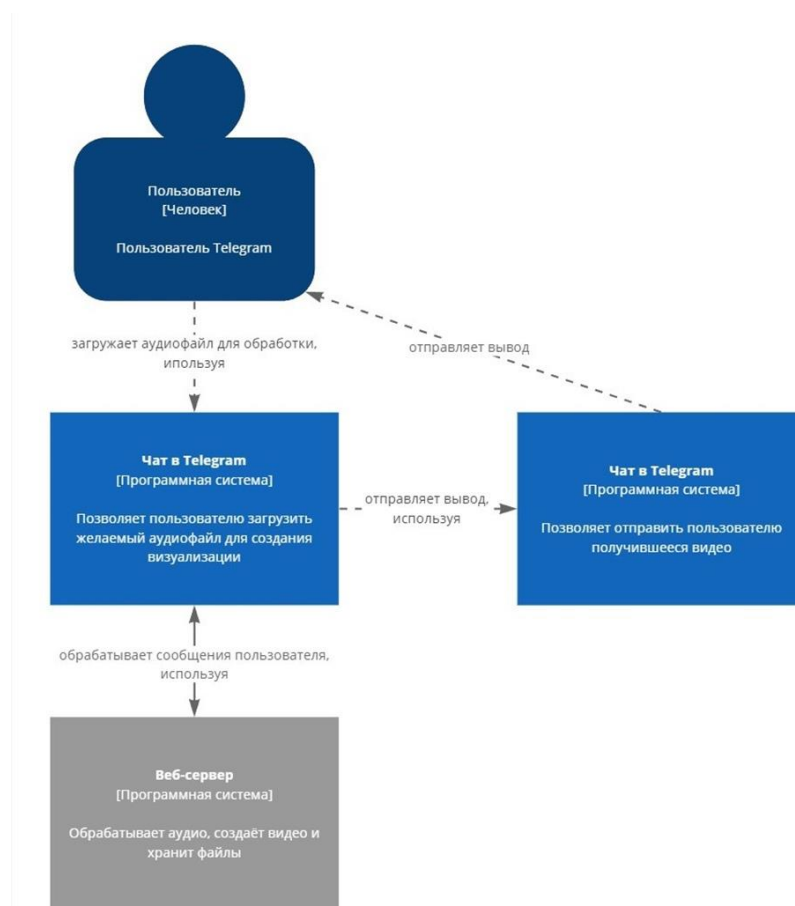 Пользователь
[Человек]
Пользователь Telegram
загружает аудиофайл для обработки,
ипользуя
отправляет вывод
Чат в Telegram
[Программная система]
Позволяет пользователю загрузить
желаемый аудиофайл для создания
визуализации
отправляет вывод,
используя
Чат в Telegram
[Программная система]
Позволяет отправить пользователю
получившееся видео
обрабатывает сообщения пользователя,
используя
Веб-сервер
[Программная система]
Обрабатывает аудио, создаёт видео и
хранит файлы